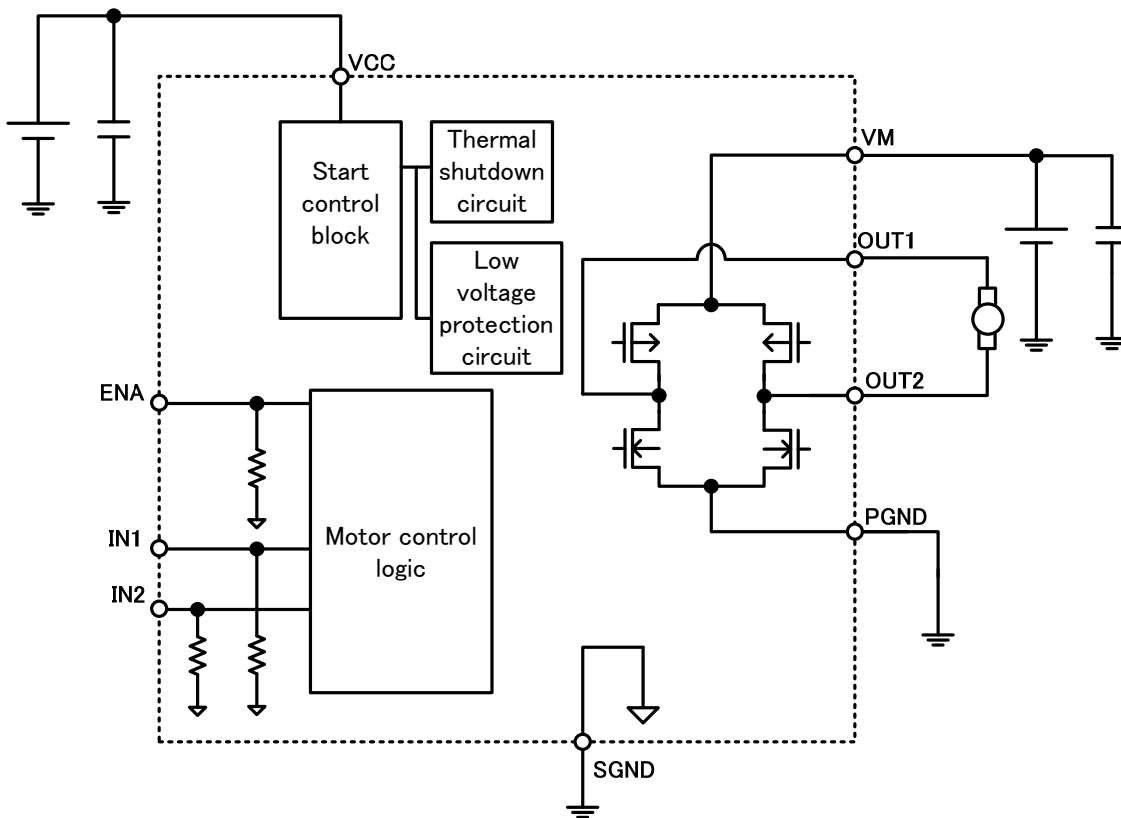 VCC
Start
control
block
Thermal
shutdown
circuit
Low
voltage
protection
circuit
VM
OUT1
OUT2
PGND
ENA
IN1
IN2
Motor control
logic
SGND